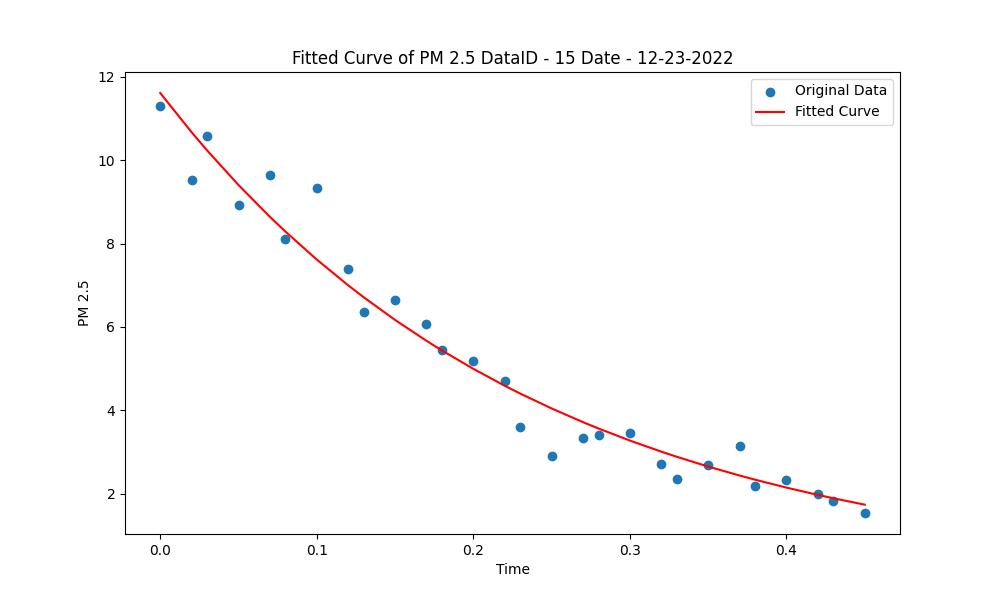 Fitted Curve of PM 2.5 DataID - 15 Date - 12-23-2022
Original Data
Fitted Curve
12
10
8
6
4
2
PM 2.5
0.0 0.1 0.2 0.3 0.4
Time